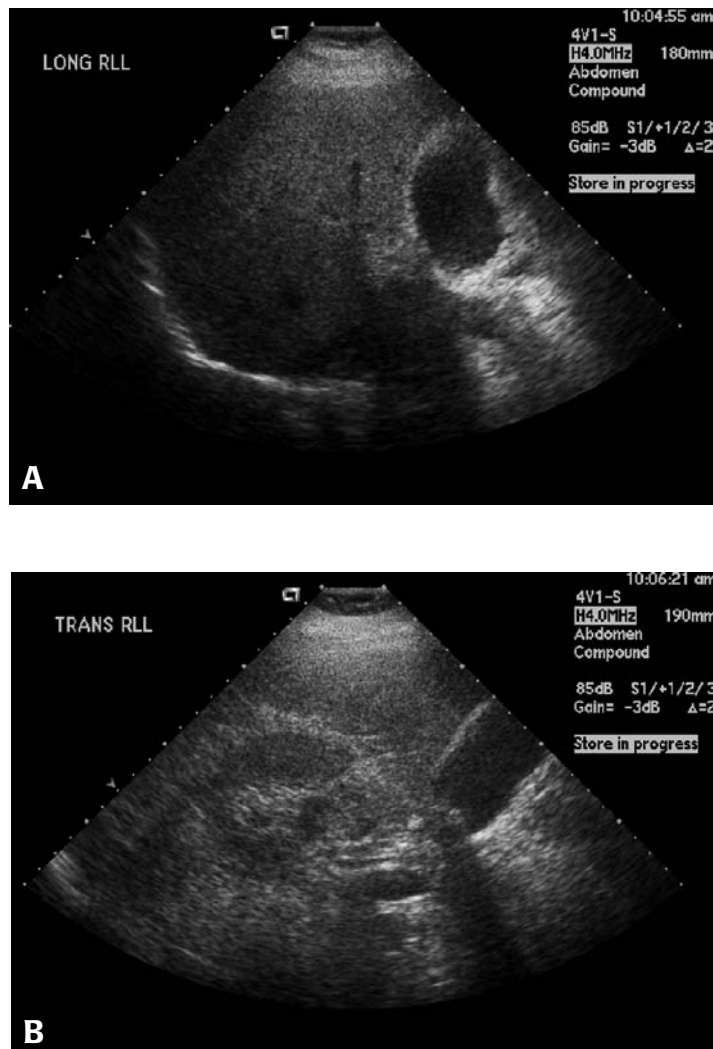 10:04:55 am
4V1-S
H4.0MHz 180mm
LONG RLL
Abdomen
Compound
85dB S1/+1/2/3
Gain= -3dB Δ=2
Store in progress
A
10:06:21 am
4V1-S
H4.0MHz 190mm
TRANS RLL
Abdomen
Compound
85dB S1/+1/2/3
Gain= -3dB Δ=2
Store in progress
B